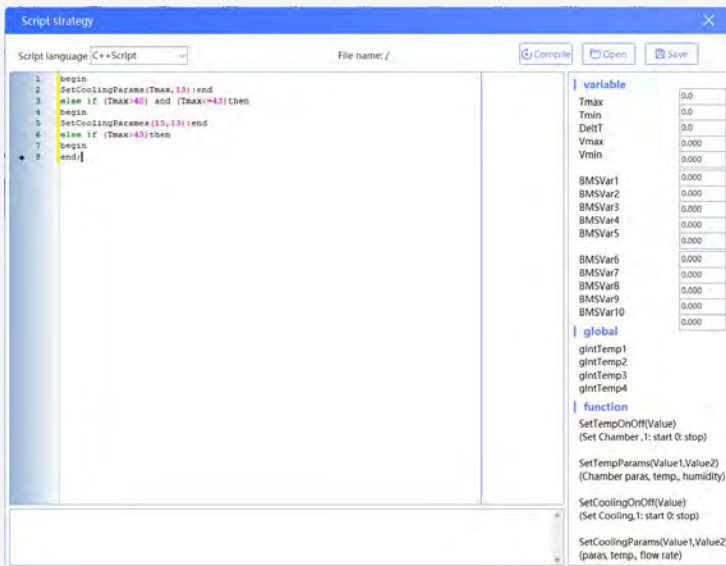 Script strategy
Script language C++Script
File name: /
Compile
Open
Save
1 begin
2 SetCoolingParams(Tmax,13):end
3 else if (Tmax>40) and (Tmax<=43)then
4 begin
5 SetCoolingParames(15,13):end
6 else if (Tmax>43)then
7 begin
8 end;
variable
Tmax 0.0
Tmin 0.0
DeltT 0.0
Vmax 0.000
Vmin 0.000
BMSVar1 0.000
BMSVar2 0.000
BMSVar3 0.000
BMSVar4 0.000
BMSVar5 0.000
BMSVar6 0.000
BMSVar7 0.000
BMSVar8 0.000
BMSVar9 0.000
BMSVar10 0.000
global
gIntTemp1
gIntTemp2
gIntTemp3
gIntTemp4
function
SetTempOnOff(Value)
(Set Chamber ,1: start 0: stop)
SetTempParams(Value1,Value2)
(Chamber paras, temp., humidity)
SetCoolingOnOff(Value)
(Set Cooling,1: start 0: stop)
SetCoolingParams(Value1,Value2
(paras, temp., flow rate)